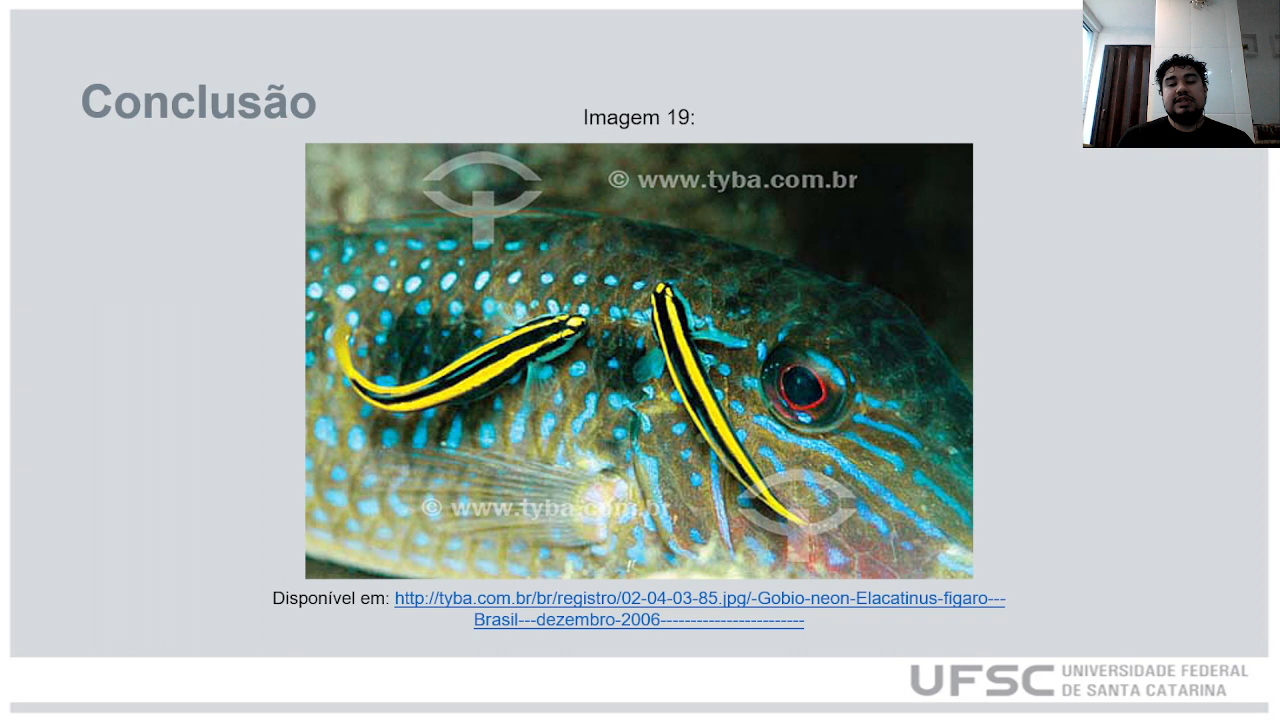 Conclusão
Imagem 19:
© www.tyba.com.br
© www.tyba.com.br
Disponível em: http://tyba.com.br/br/registro/02-04-03-85.jpg/-Gobio-neon-Elacatinus-figaro---
Brasil---dezembro-2006------------------------
UFSC UNIVERSIDADE FEDERAL
DE SANTA CATARINA